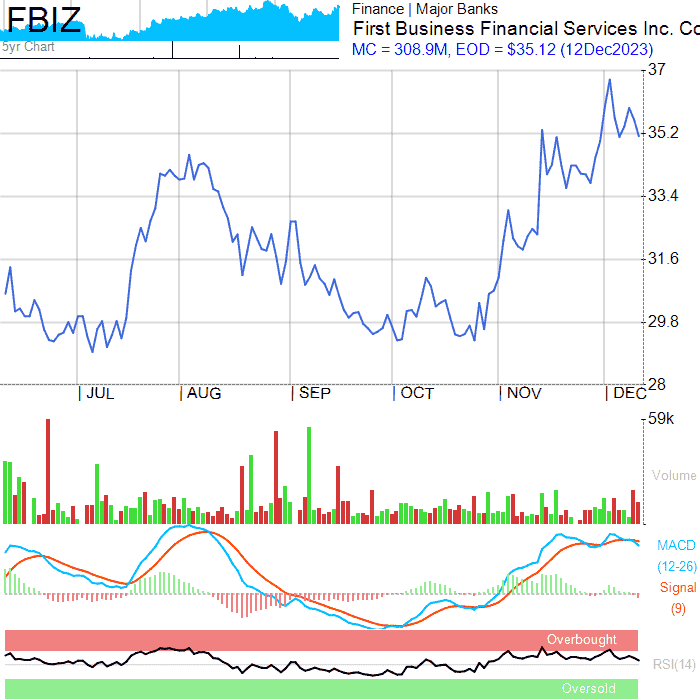 FBIZ
5yr Chart
Finance | Major Banks
First Business Financial Services Inc. Co
MC = 308.9M, EOD = $35.12 (12Dec2023)
37
35.2
33.4
31.6
29.8
28
JUL AUG SEP OCT NOV DEC
59k
Volume
MACD
(12-26)
Signal
(9)
Overbought
RSI(14)
Oversold